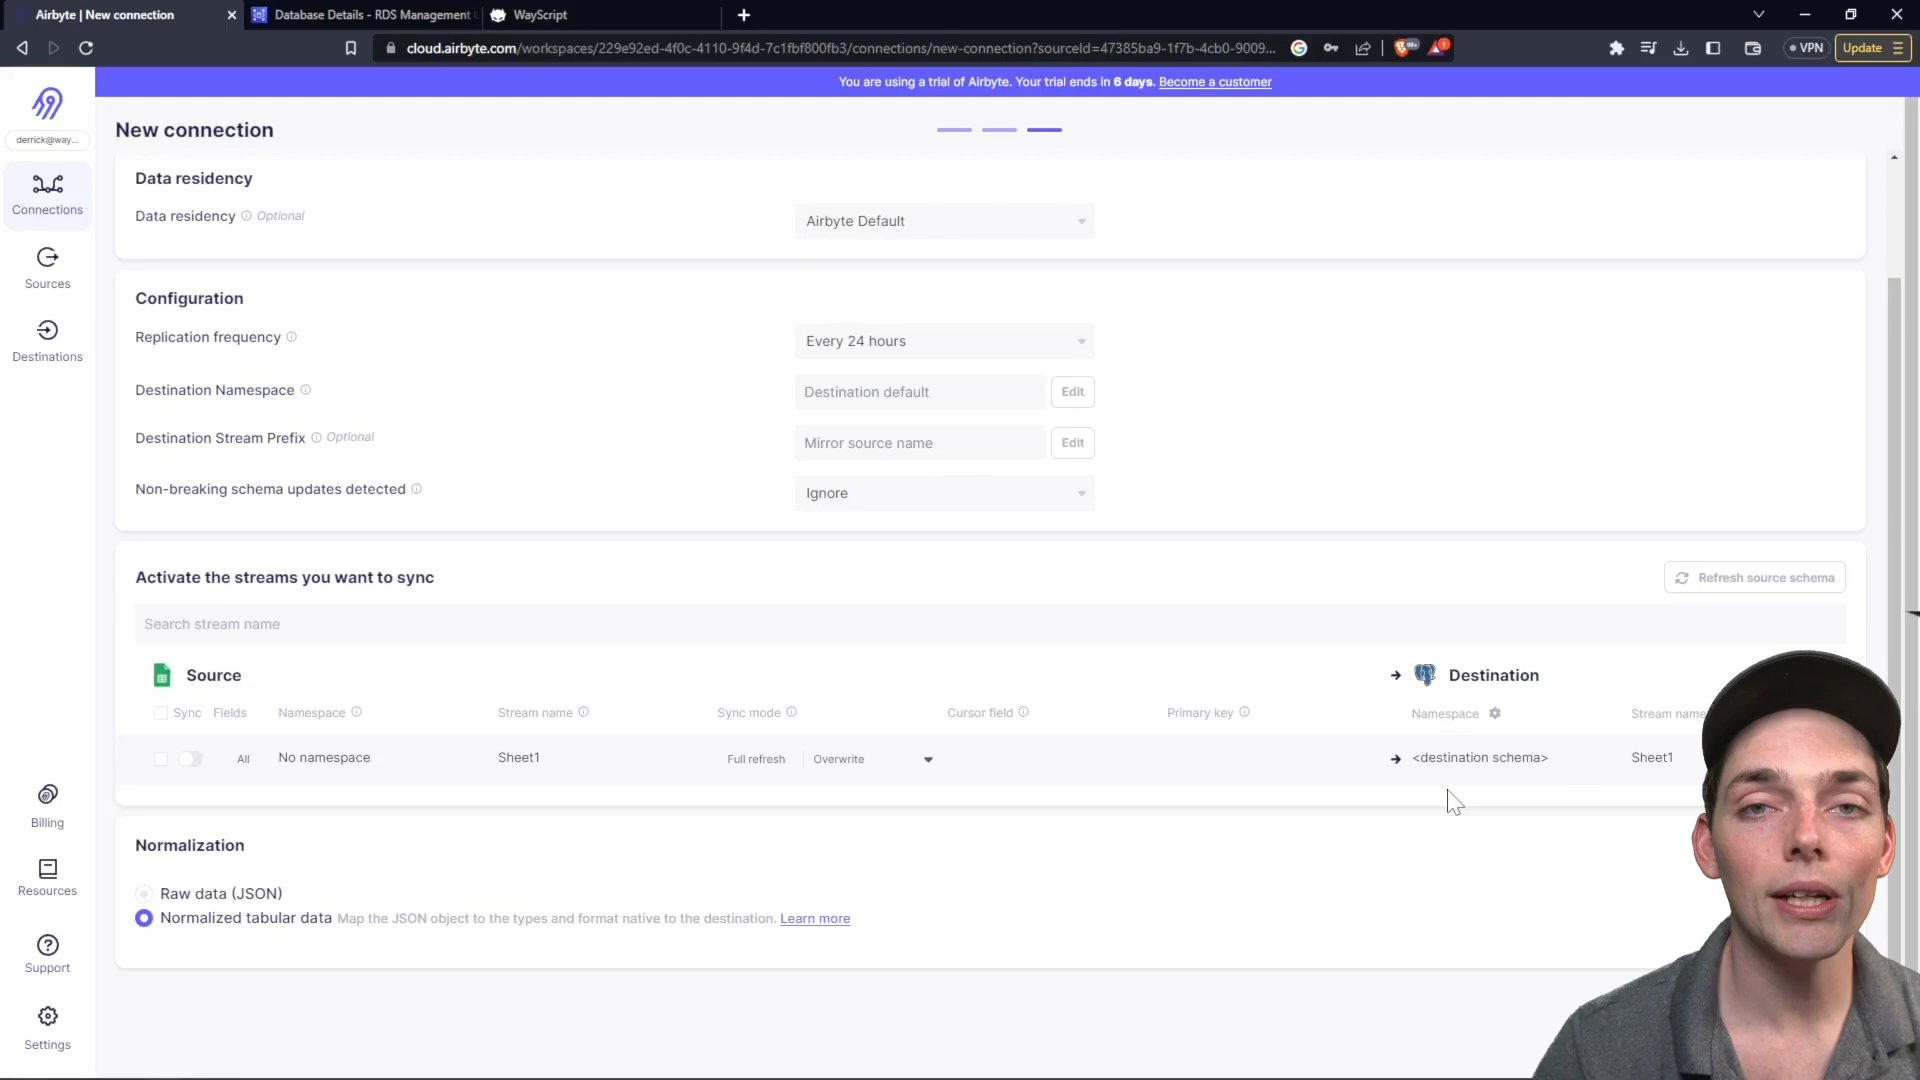 Airbyte | New connection
Database Details - RDS Management
WayScript
cloud.airbyte.com/workspaces/229e92ed-4f0c-4110-9f4d-7c1fbf800fb3/connections/new-connection?sourceId=47385ba9-1f7b-4cb0-9009...
99+
1
VPN
Update
You are using a trial of Airbyte. Your trial ends in 6 days. Become a customer
derrick@way...
Connections
Sources
Destinations
Billing
Resources
Support
Settings
New connection
Data residency
Data residency Optional
Airbyte Default
Configuration
Replication frequency
Every 24 hours
Destination Namespace
Destination default
Edit
Destination Stream Prefix Optional
Mirror source name
Edit
Non-breaking schema updates detected
Ignore
Activate the streams you want to sync
Refresh source schema
Search stream name
Source
Destination
Sync Fields Namespace Stream name Sync mode Cursor field Primary key Namespace Stream name
All No namespace Sheet1 Full refresh Overwrite <destination schema> Sheet1
Normalization
Raw data (JSON)
Normalized tabular data Map the JSON object to the types and format native to the destination. Learn more